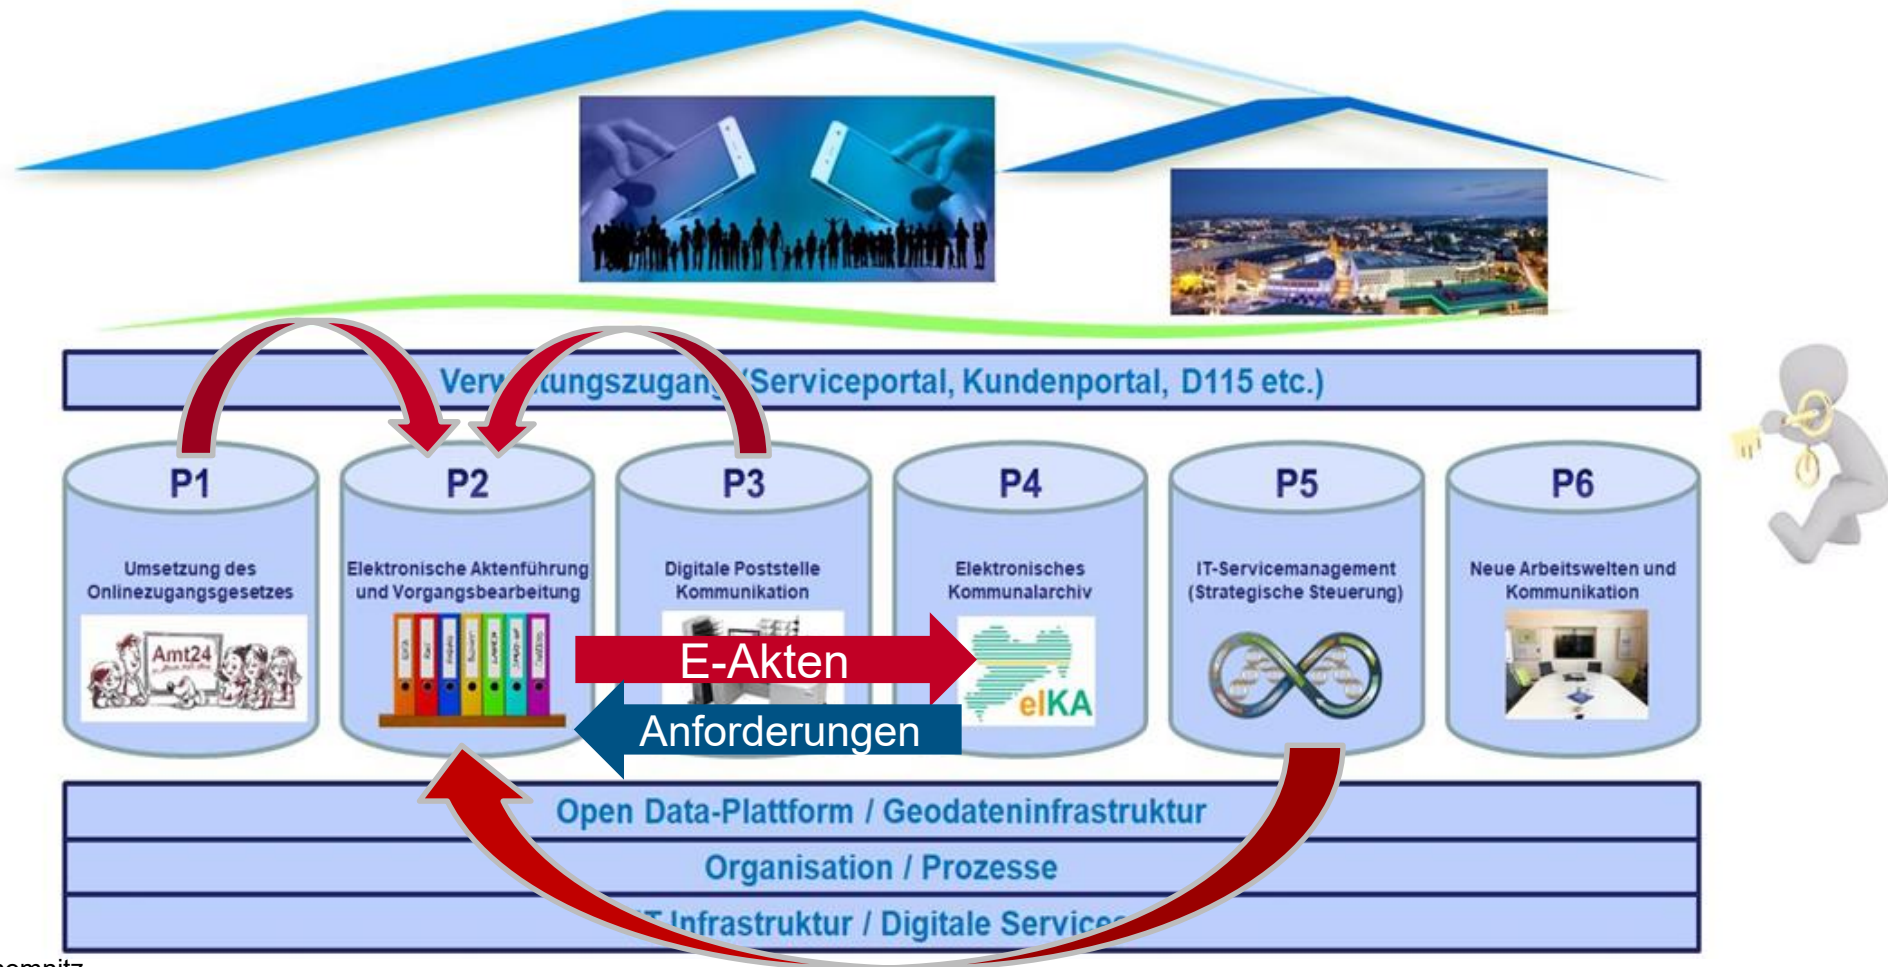 Verwaltungszugang (Serviceportal, Kundenportal, D115 etc.)
P1
Umsetzung des
Onlinezugangsgesetzes
Amt24
P2
Elektronische Aktenführung
und Vorgangsbearbeitung
P3
Digitale Poststelle
Kommunikation
P4
Elektronisches
Kommunalarchiv
elKA
P5
IT-Servicemanagement
(Strategische Steuerung)
P6
Neue Arbeitswelten und
Kommunikation
E-Akten
Anforderungen
Open Data-Plattform / Geodateninfrastruktur
Organisation / Prozesse
IT Infrastruktur / Digitale Services